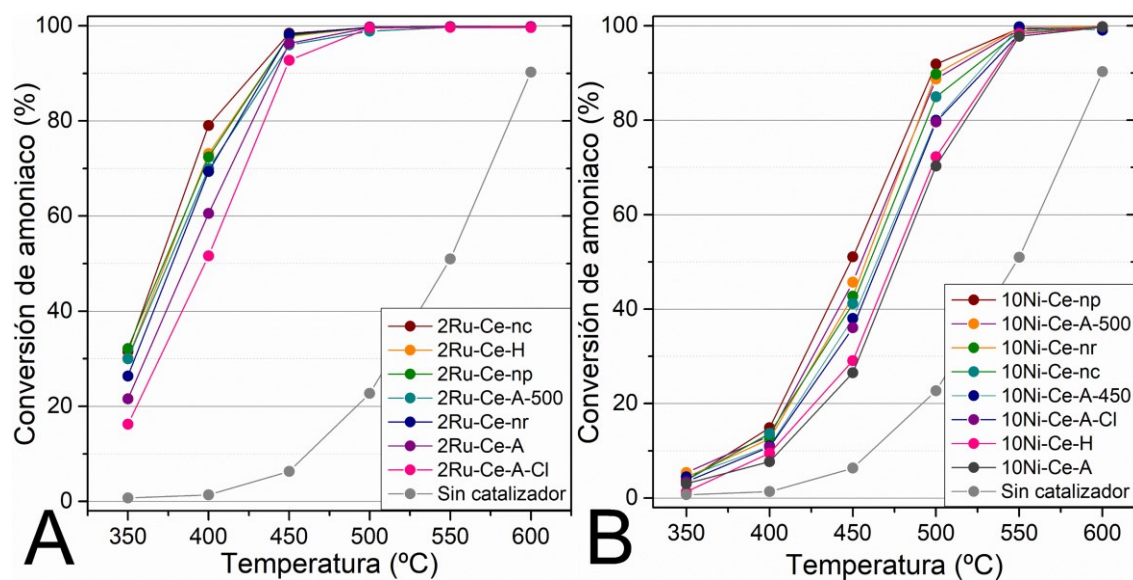 Conversión de amoniaco (%)
100
80
60
40
20
0
2Ru-Ce-nc
2Ru-Ce-H
2Ru-Ce-np
2Ru-Ce-A-500
2Ru-Ce-nr
2Ru-Ce-A
2Ru-Ce-A-Cl
Sin catalizador
350 400 450 500 550 600
Temperatura (ºC)
A
Conversión de amoniaco (%)
100
80
60
40
20
0
10Ni-Ce-np
10Ni-Ce-A-500
10Ni-Ce-nr
10Ni-Ce-nc
10Ni-Ce-A-450
10Ni-Ce-A-Cl
10Ni-Ce-H
10Ni-Ce-A
Sin catalizador
350 400 450 500 550 600
Temperatura (ºC)
B